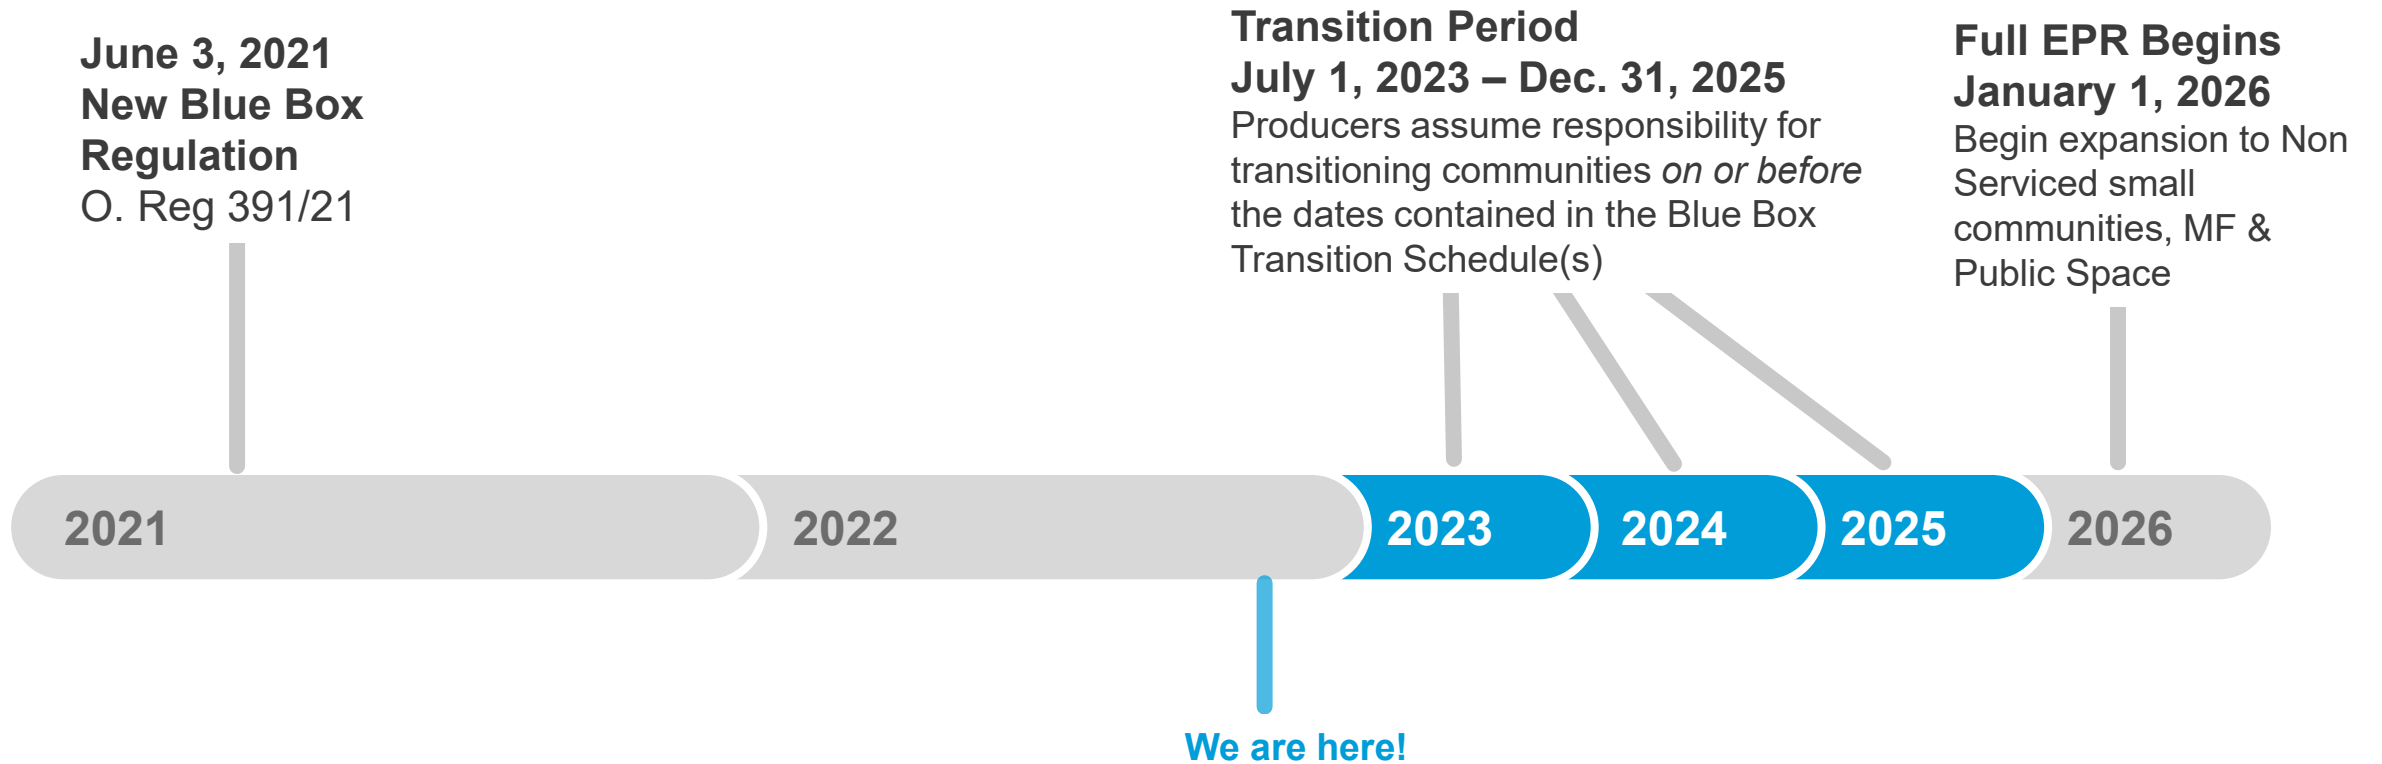 June 3, 2021
New Blue Box
Regulation
O. Reg 391/21
Transition Period
July 1, 2023 – Dec. 31, 2025
Producers assume responsibility for
transitioning communities on or before
the dates contained in the Blue Box
Transition Schedule(s)
Full EPR Begins
January 1, 2026
Begin expansion to Non
Serviced small
communities, MF &
Public Space
2021
2022
2023
2024
2025
2026
We are here!